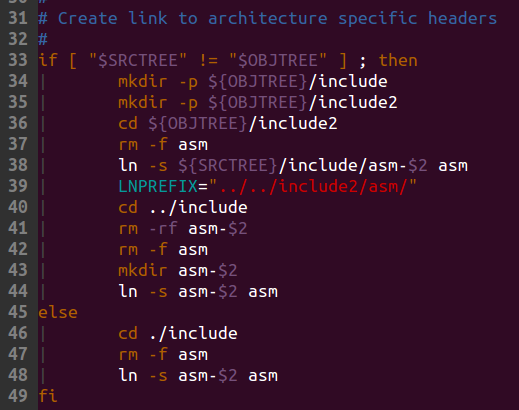 31 # Create link to architecture specific headers
32 #
33 if [ "$SRCTREE" != "$OBJTREE" ] ; then
34 | mkdir -p ${OBJTREE}/include
35 | mkdir -p ${OBJTREE}/include2
36 | cd ${OBJTREE}/include2
37 | rm -f asm
38 | ln -s ${SRCTREE}/include/asm-$2 asm
39 | LNPREFIX="../../include2/asm/"
40 | cd ../include
41 | rm -rf asm-$2
42 | rm -f asm
43 | mkdir asm-$2
44 | ln -s asm-$2 asm
45 else
46 | cd ./include
47 | rm -f asm
48 | ln -s asm-$2 asm
49 fi